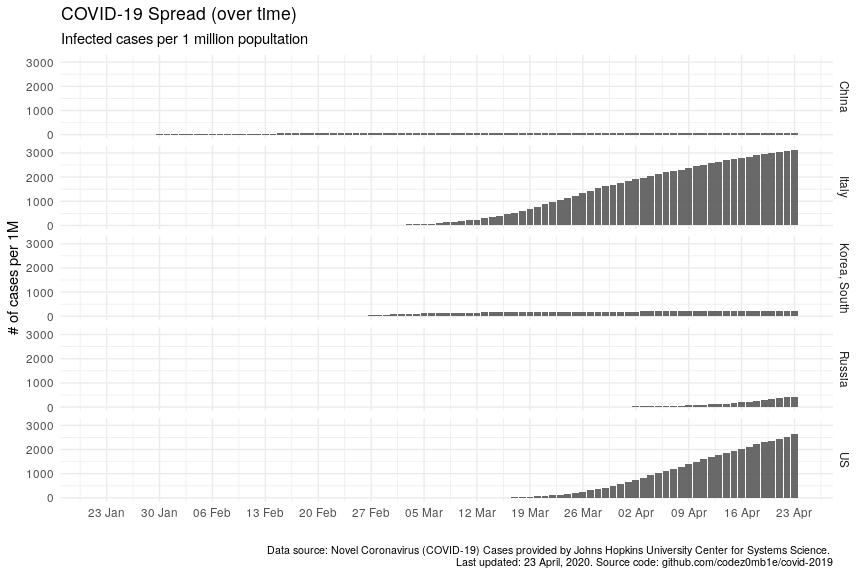 COVID-19 Spread (over time)
Infected cases per 1 million popultation
# of cases per 1M
3000
2000
1000
0
China
3000
2000
1000
0
Italy
3000
2000
1000
0
Korea, South
3000
2000
1000
0
Russia
3000
2000
1000
0
US
23 Jan 30 Jan 06 Feb 13 Feb 20 Feb 27 Feb 05 Mar 12 Mar 19 Mar 26 Mar 02 Apr 09 Apr 16 Apr 23 Apr
Data source: Novel Coronavirus (COVID-19) Cases provided by Johns Hopkins University Center for Systems Science.
Last updated: 23 April, 2020. Source code: github.com/codez0mb1e/covid-2019